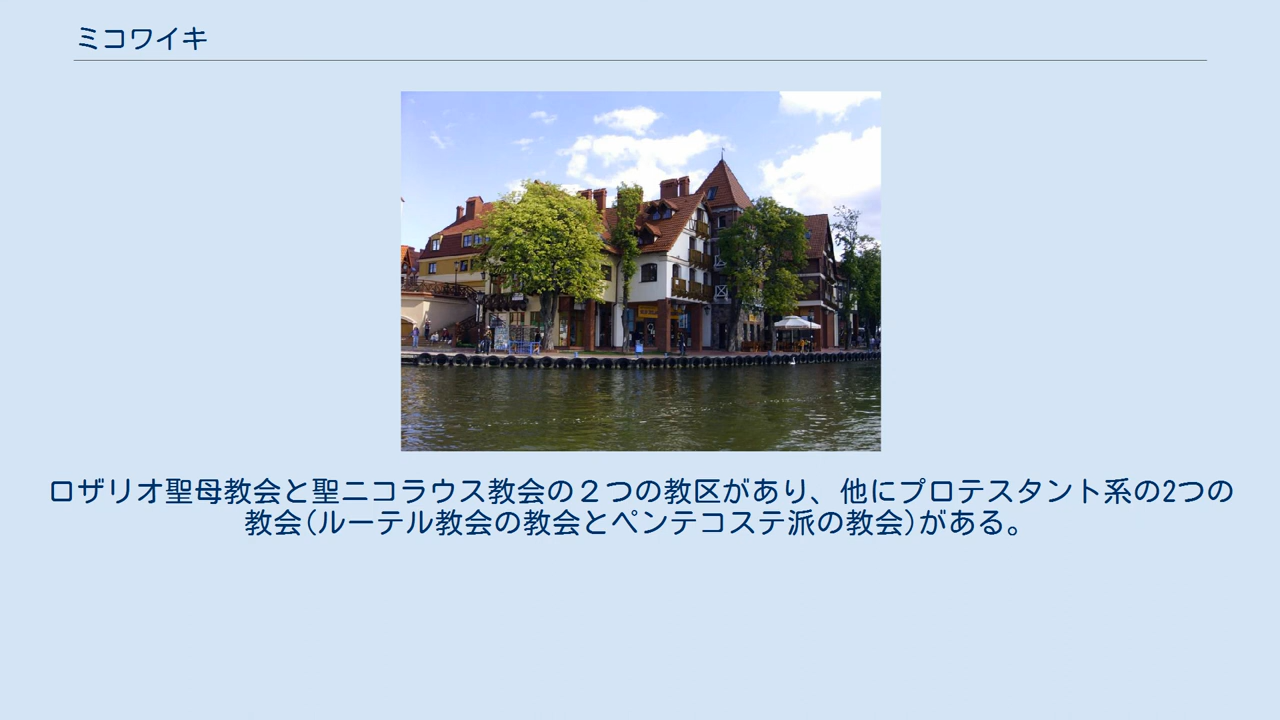 ミコワイキ
ロザリオ聖母教会と聖ニコラウス教会の２つの教区があり、他にプロテスタント系の2つの
教会(ルーテル教会の教会とペンテコステ派の教会)がある。